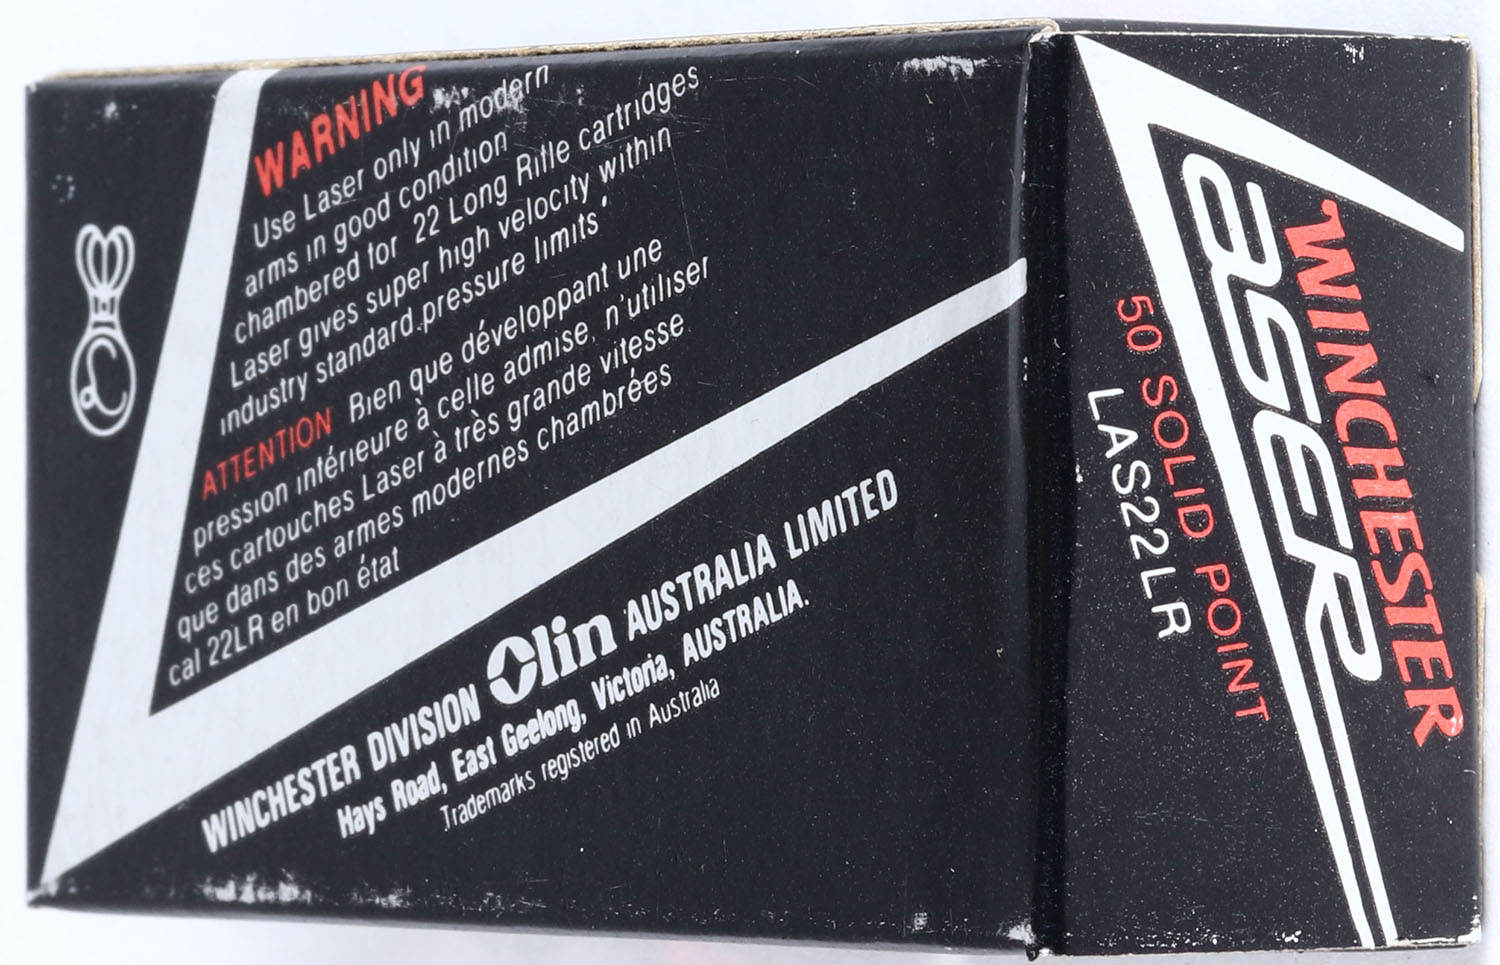 WARNING
Use Laser only in modern
arms in good condition
chambered for 22 Long Rifle cartridges
Laser gives super high velocity within
industry standard pressure limits
ATTENTION Bien que développant une
pression intérieure à celle admise, n'utiliser
ces cartouches Laser à très grande vitesse
que dans des armes modernes chambrées
cal 22LR en bon état
WINCHESTER DIVISION Olin AUSTRALIA LIMITED
Hays Road, East Geelong, Victoria, AUSTRALIA.
Trademarks registered in Australia
WINCHESTER
LASER
50 SOLID POINT
LAS22LR